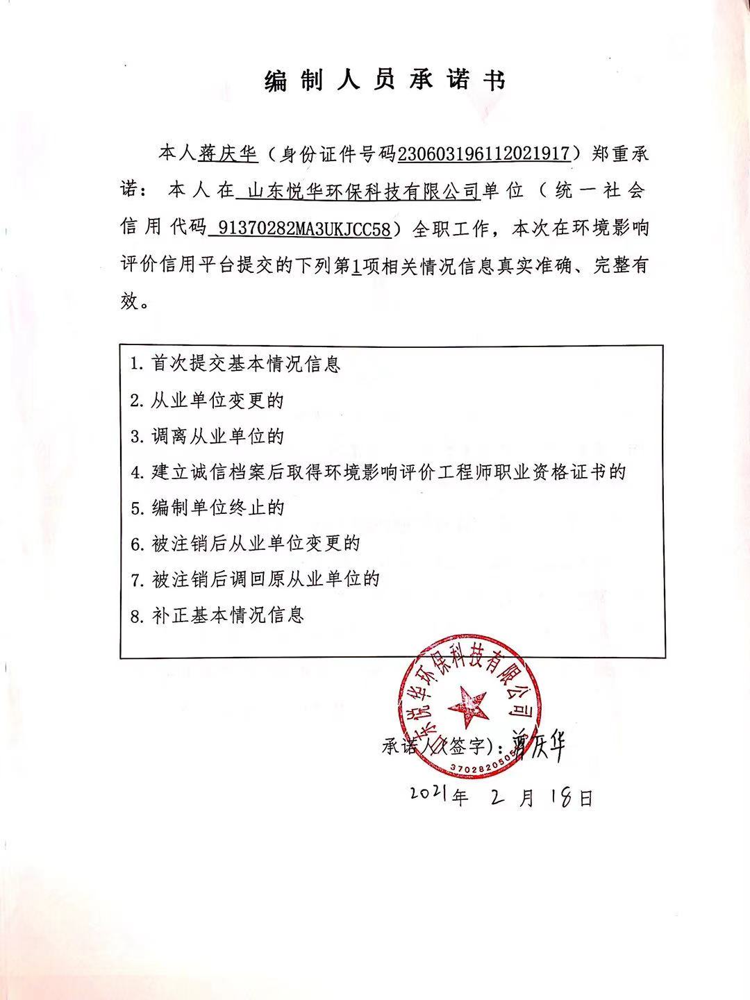 编制人员承诺书
本人蒋庆华（身份证件号码230603196112021917）郑重承
诺：本人在 山东悦华环保科技有限公司单位（统一社会
信用代码 91370282MA3UKJCC58）全职工作，本次在环境影响
评价信用平台提交的下列第1项相关情况信息真实准确、完整有
效。
1. 首次提交基本情况信息
2. 从业单位变更的
3. 调离从业单位的
4. 建立诚信档案后取得环境影响评价工程师职业资格证书的
5. 编制单位终止的
6. 被注销后从业单位变更的
7. 被注销后调回原从业单位的
8. 补正基本情况信息
山东悦华环保科技有限公司
承诺人(签字)：蒋庆华
2021年 2 月 18日